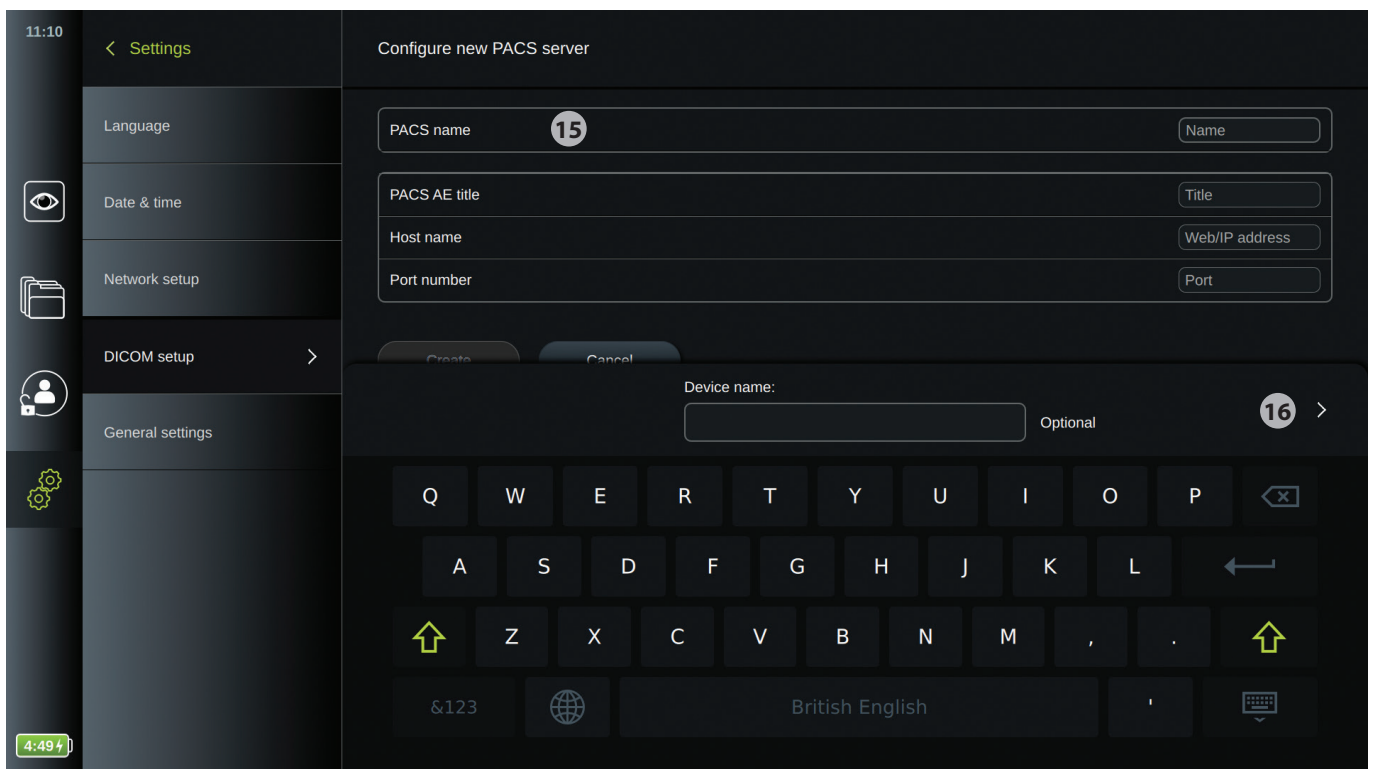 11:10
Settings
Configure new PACS server
Language
PACS name 15 Name
Date & time
PACS AE title Title
Host name Web/IP address
Network setup
Port number Port
DICOM setup
Create Cancel
Device name:
16
Optional
General settings
Q W E R T Y U I O P
A S D F G H J K L
Z X C V B N M , .
&123 British English '
4:49